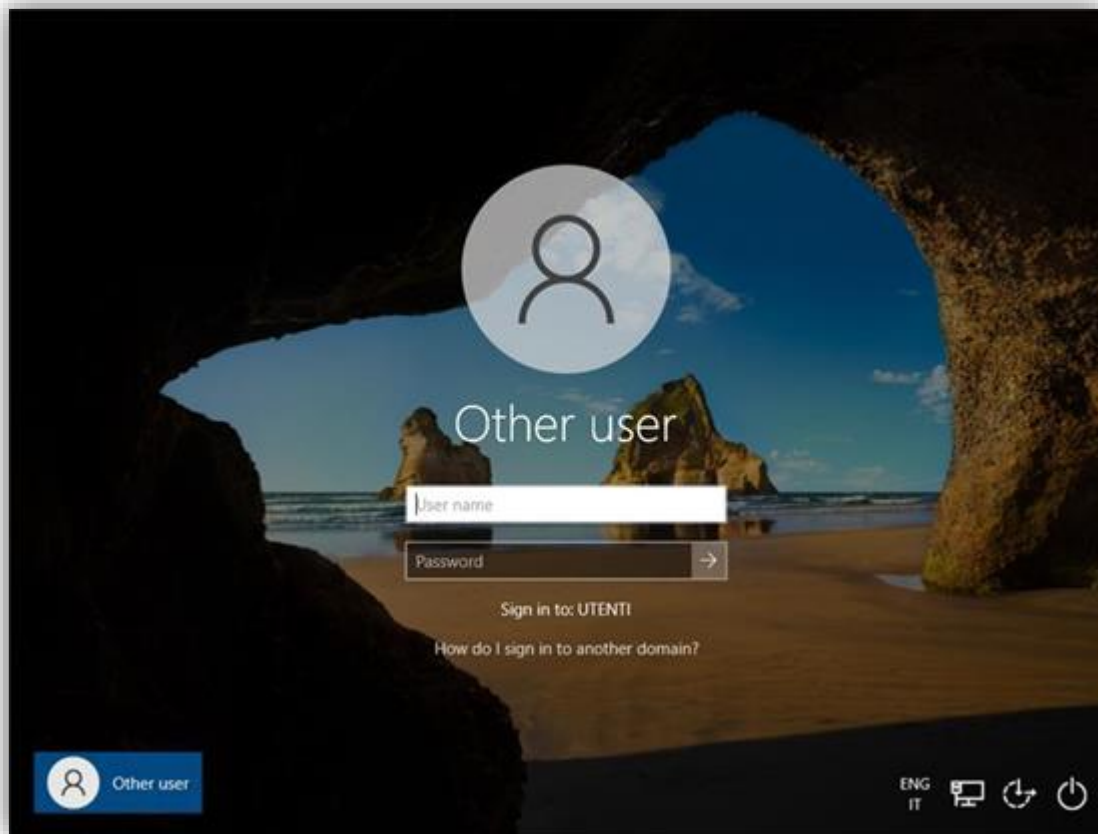 Other user
User name
Password
Sign in to: UTENTI
How do I sign in to another domain?
Other user
ENG
IT